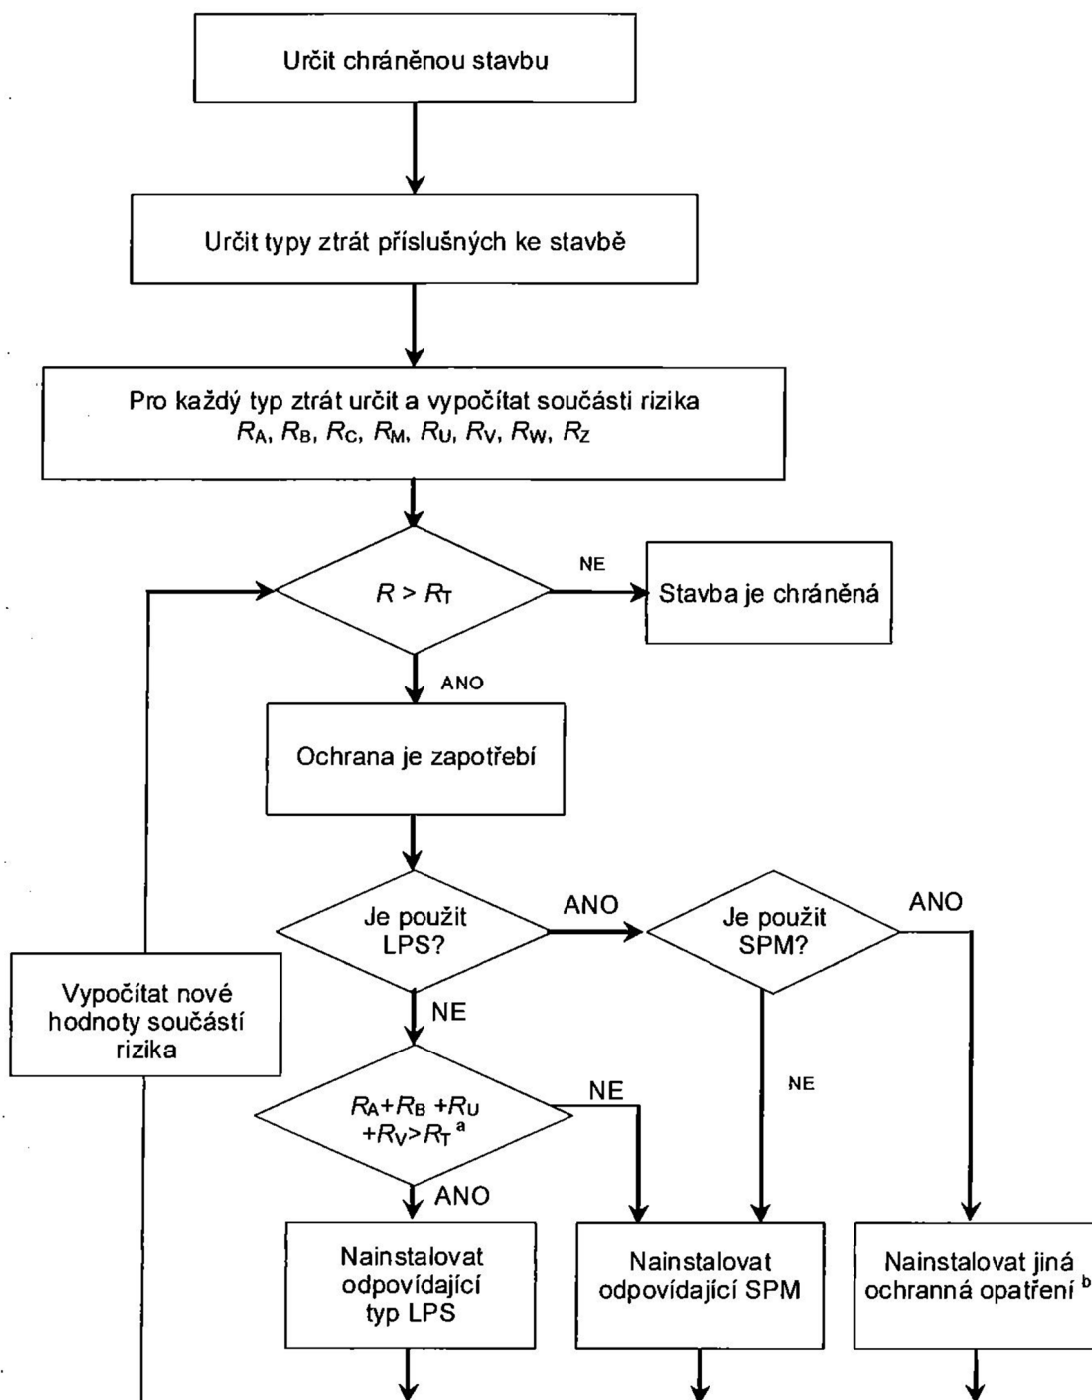 Určit chráněnou stavbu
Určit typy ztrát příslušných ke stavbě
Pro každý typ ztrát určit a vypočítat součásti rizika
RA, RB, RC, RM, RU, RV, RW, RZ
R > RT
NE
Stavba je chráněná
ANO
Ochrana je zapotřebí
Je použit
LPS?
ANO
Je použit
SPM?
ANO
Vypočítat nové
hodnoty součástí
rizika
NE
NE
RA+RB +RU
+RV>RT a
NE
ANO
Nainstalovat
odpovídající
typ LPS
Nainstalovat
odpovídající SPM
Nainstalovat jiná
ochranná opatření b